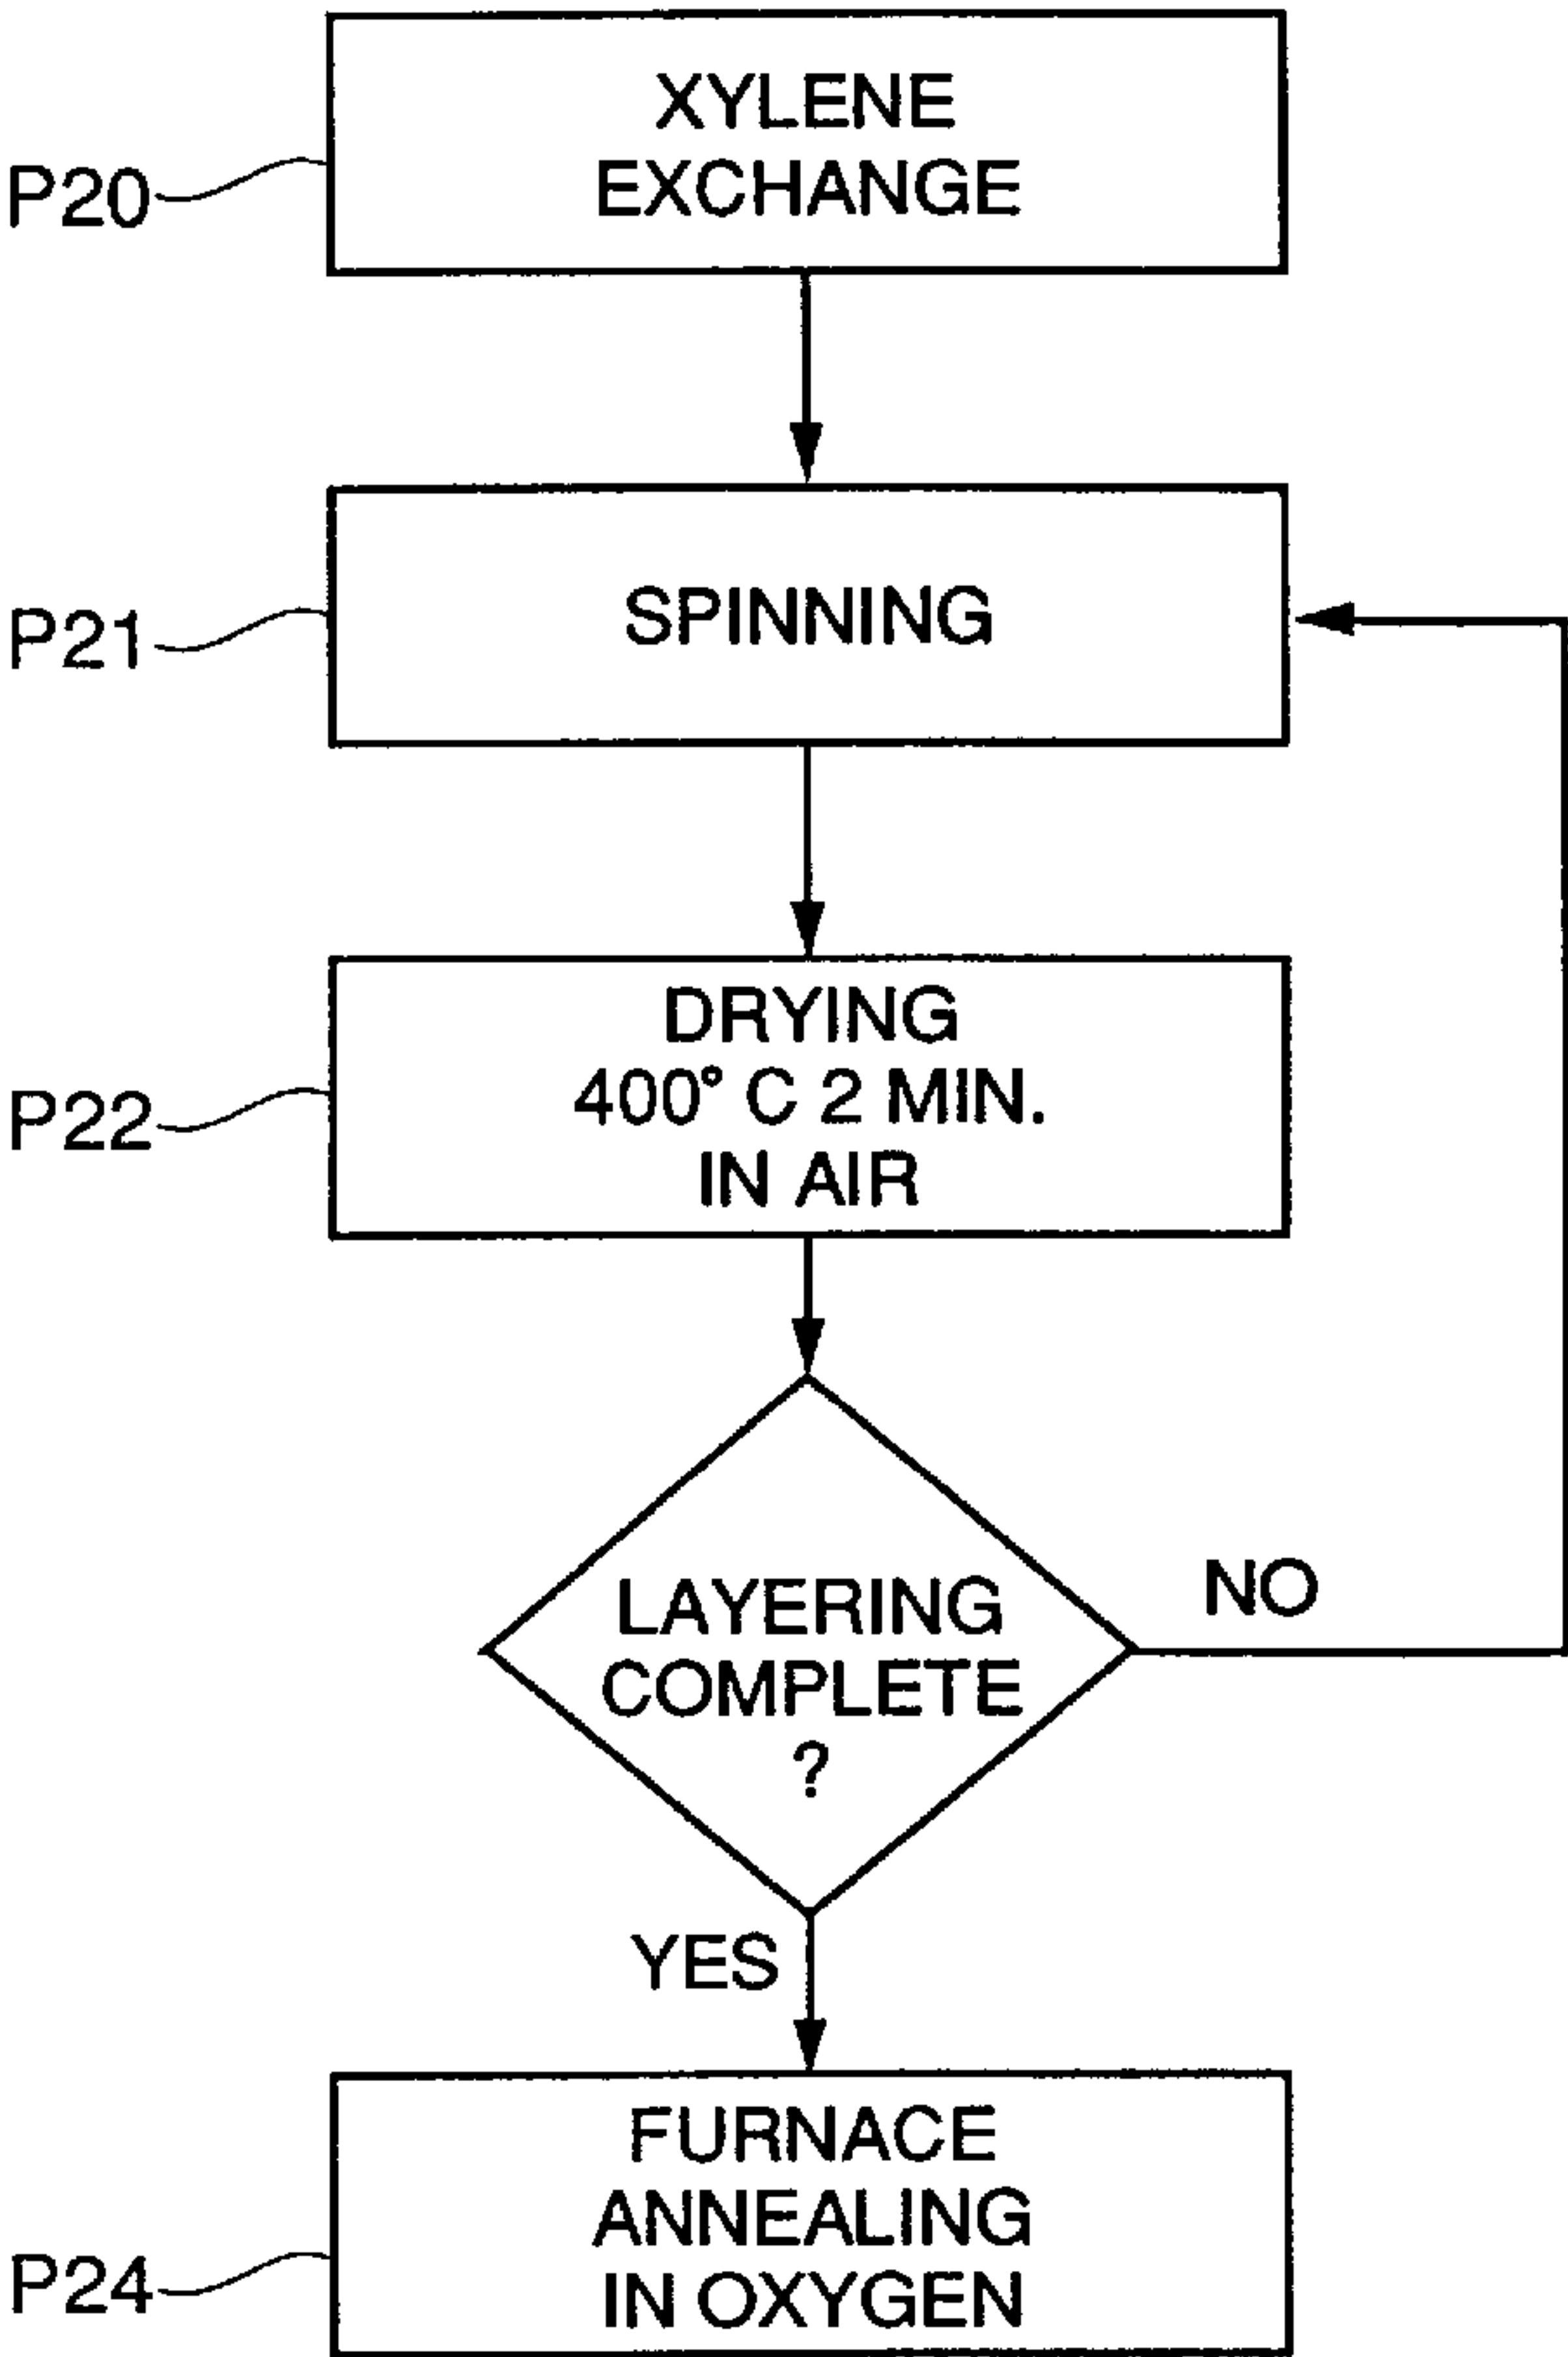 XYLENE
EXCHANGE
P20
SPINNING
P21
DRYING
400° C 2 MIN.
IN AIR
P22
LAYERING
COMPLETE
?
NO
YES
FURNACE
ANNEALING
IN OXYGEN
P24